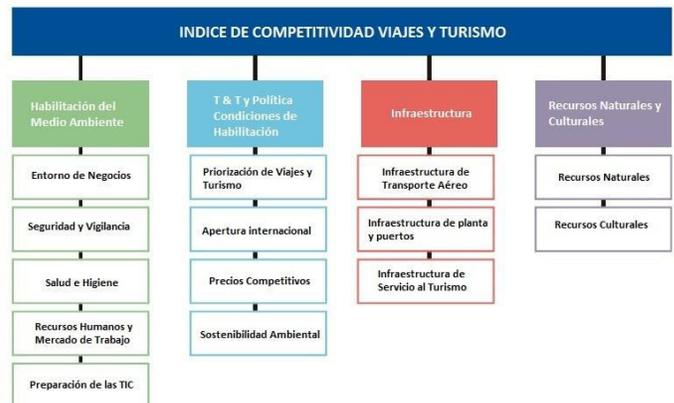 INDICE DE COMPETITIVIDAD VIAJES Y TURISMO
Habilitación del
Medio Ambiente
Entorno de Negocios
Seguridad y Vigilancia
Salud e Higiene
Recursos Humanos y
Mercado de Trabajo
Preparación de las TIC
T & T y Política
Condiciones de
Habilitación
Priorización de Viajes y
Turismo
Apertura internacional
Precios Competitivos
Sostenibilidad Ambiental
Infraestructura
Infraestructura de
Transporte Aéreo
Infraestructura de planta
y puertos
Infraestructura de
Servicio al Turismo
Recursos Naturales y
Culturales
Recursos Naturales
Recursos Culturales